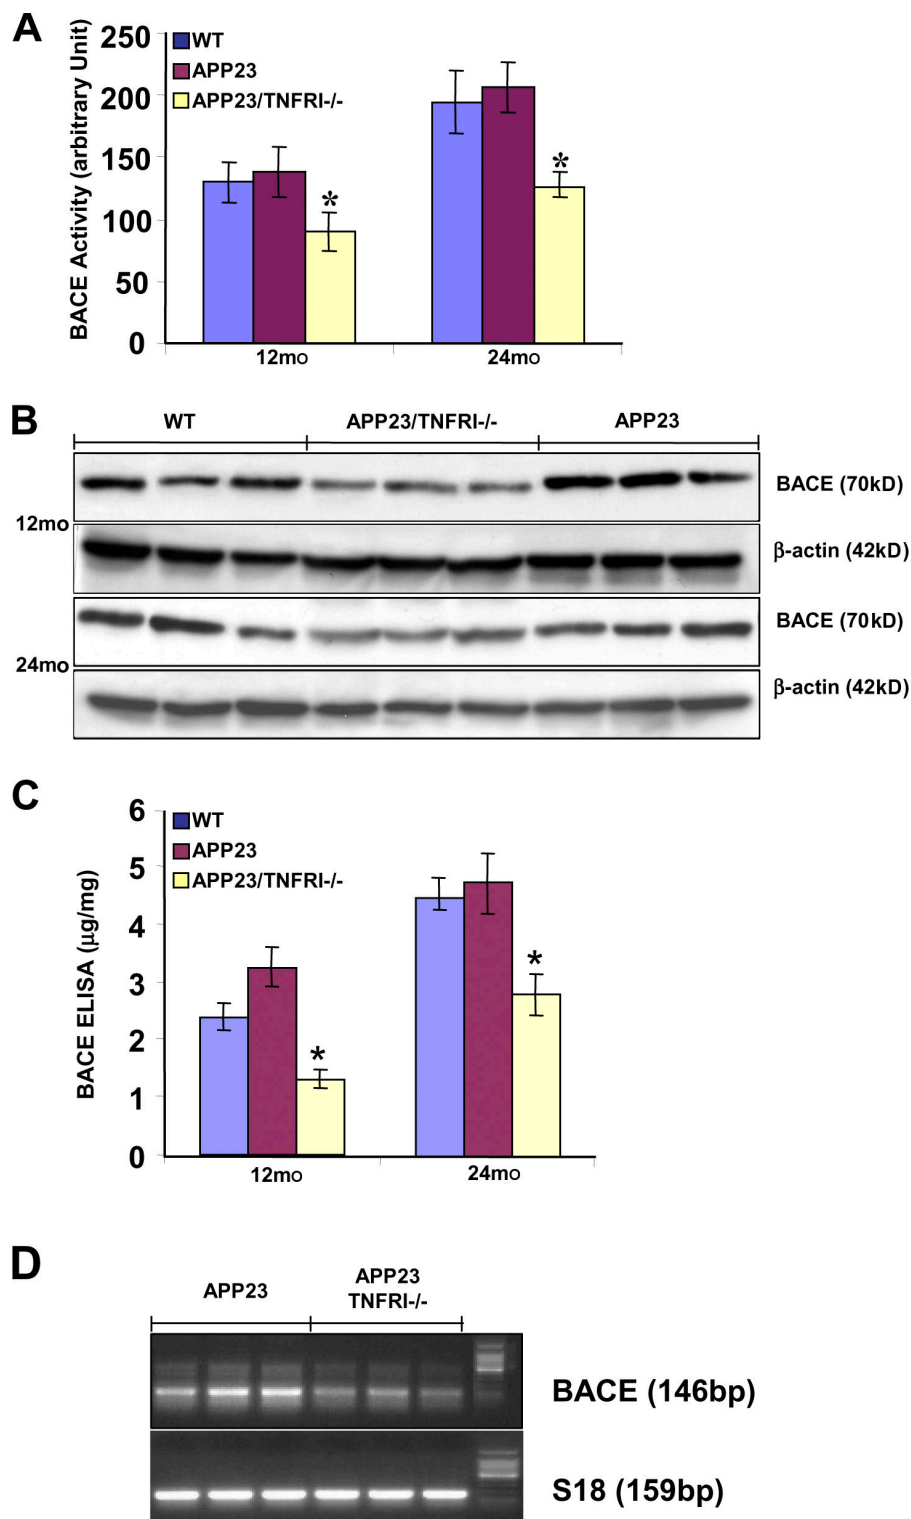 A
250
200
150
100
50
0
BACE Activity (arbitrary Unit)
WT
APP23
APP23/TNFRI-/-
*
*
12mo
24mo
B
WT
APP23/TNFRI-/-
APP23
BACE (70kD)
12mo
β-actin (42kD)
BACE (70kD)
24mo
β-actin (42kD)
C
6
5
4
3
2
1
0
BACE ELISA (μg/mg)
WT
APP23
APP23/TNFRI-/-
*
*
12mo
24mo
D
APP23
APP23
TNFRI-/-
BACE (146bp)
S18 (159bp)